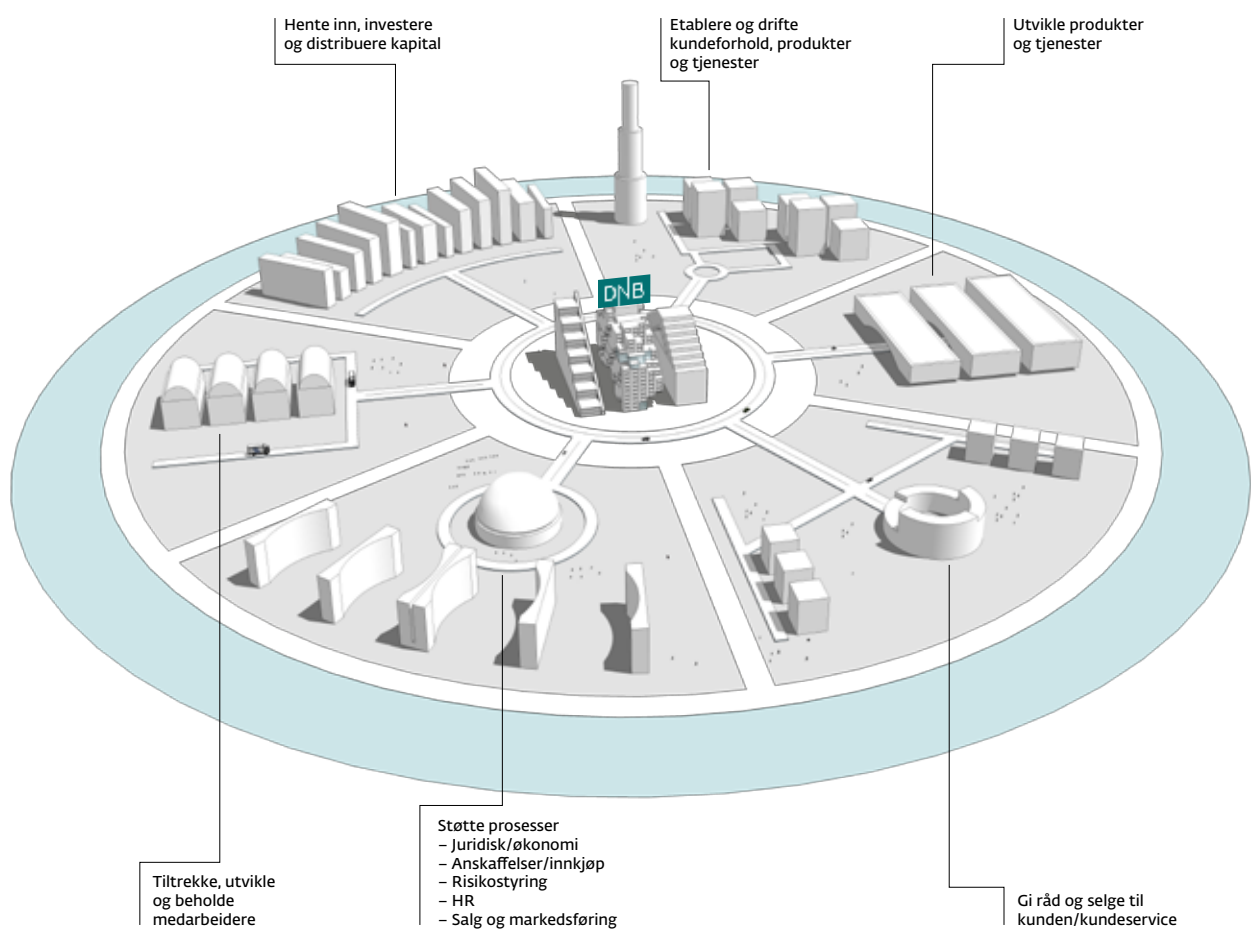 Hente inn, investere
og distribuere kapital
Etablere og drifte
kundeforhold, produkter
og tjenester
Utvikle produkter
og tjenester
DNB
Støtte prosesser
– Juridisk/økonomi
– Anskaffelser/innkjøp
– Risikostyring
– HR
– Salg og markedsføring
Tiltrekke, utvikle
og beholde
medarbeidere
Gi råd og selge til
kunden/kundeservice